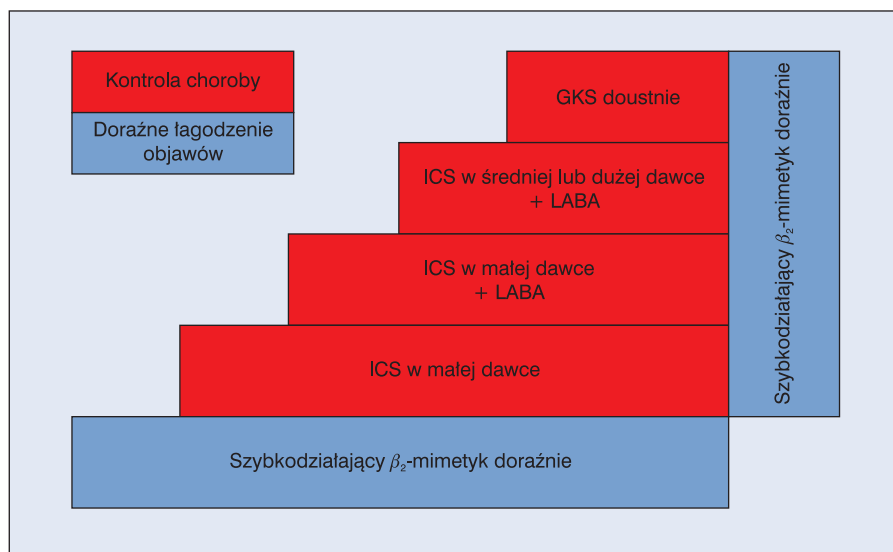 Kontrola choroby
Doraźne łagodzenie
objawów
GKS doustnie
ICS w średniej lub dużej dawce
+ LABA
ICS w małej dawce
+ LABA
ICS w małej dawce
Szybkodziałający β₂-mimetyk doraźnie
Szybkodziałający β₂-mimetyk doraźnie